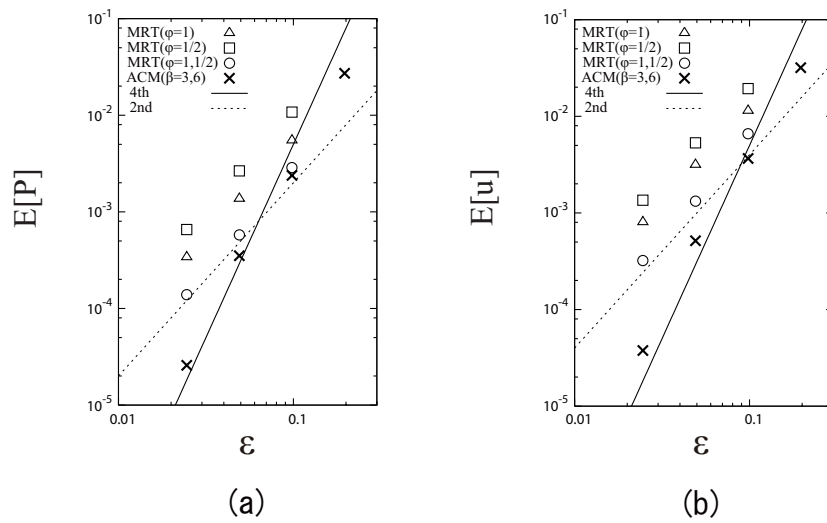 10⁻¹
MRT(φ=1)
MRT(φ=1/2)
MRT(φ=1,1/2)
ACM(β=3,6)
4th
2nd
10⁻²
E[P]
10⁻³
10⁻⁴
10⁻⁵
0.01
0.1
ε
(a)
10⁻¹
MRT(φ=1)
MRT(φ=1/2)
MRT(φ=1,1/2)
ACM(β=3,6)
4th
2nd
10⁻²
E[u]
10⁻³
10⁻⁴
10⁻⁵
0.01
0.1
ε
(b)